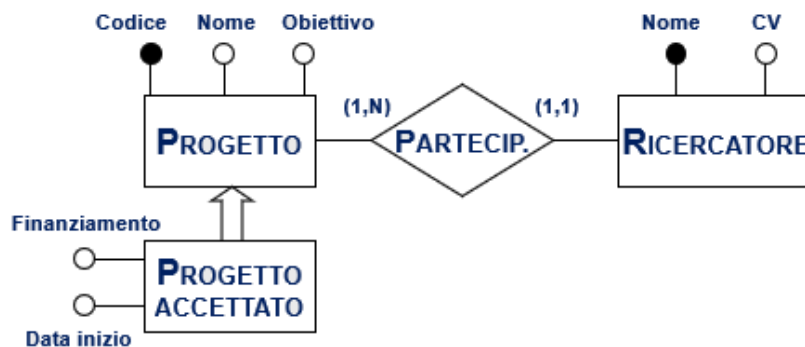 Codice Nome Obiettivo Nome CV
(1,N) (1,1)
PROGETTO PARTECIP. RICERCATORE
Finanziamento
PROGETTO
ACCETTATO
Data inizio